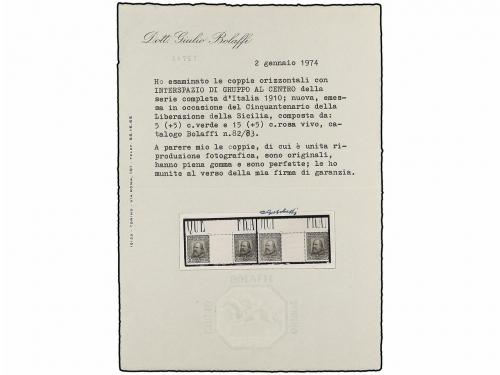 Dott. Giulio Bolaffi
2 gennaio 1974
Ho esaminato le coppie orizzontali con
INTERSPAZIO DI GRUPPO AL CENTRO della
serie completa d'Italia 1910; nuova, emes-
sa in occasione del Cinquantenario della
Liberazione della Sicilia, composta da:
5 (+5) c.verde e 15 (+5) c.rosa vivo, ca-
talogo Bolaffi n.82/83.
A parere mio le coppie, di cui è unita ri-
produzione fotografica, sono originali,
hanno piena gomma e sono perfette; le ho
munito al verso della mia firma di garanzia.
BOLAFFI